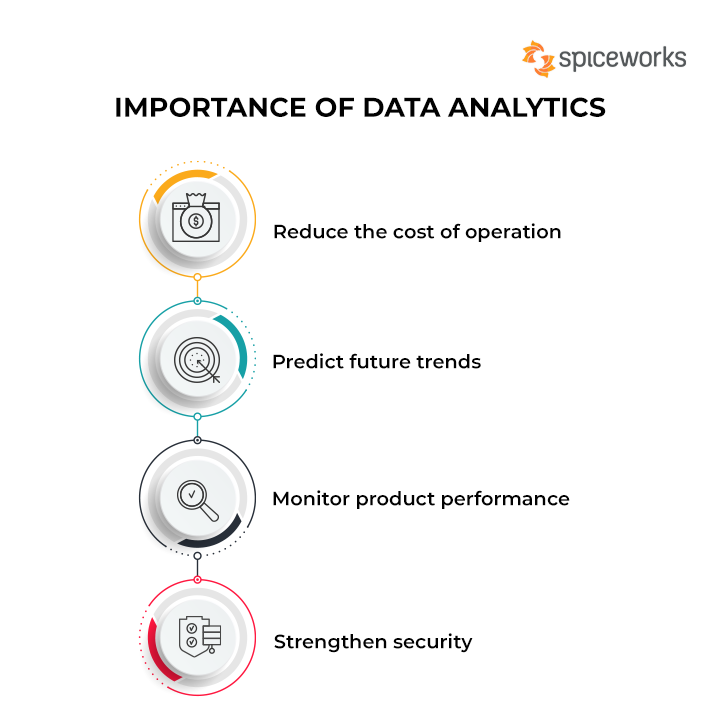 spiceworks
IMPORTANCE OF DATA ANALYTICS
$
Reduce the cost of operation
Predict future trends
Monitor product performance
Strengthen security